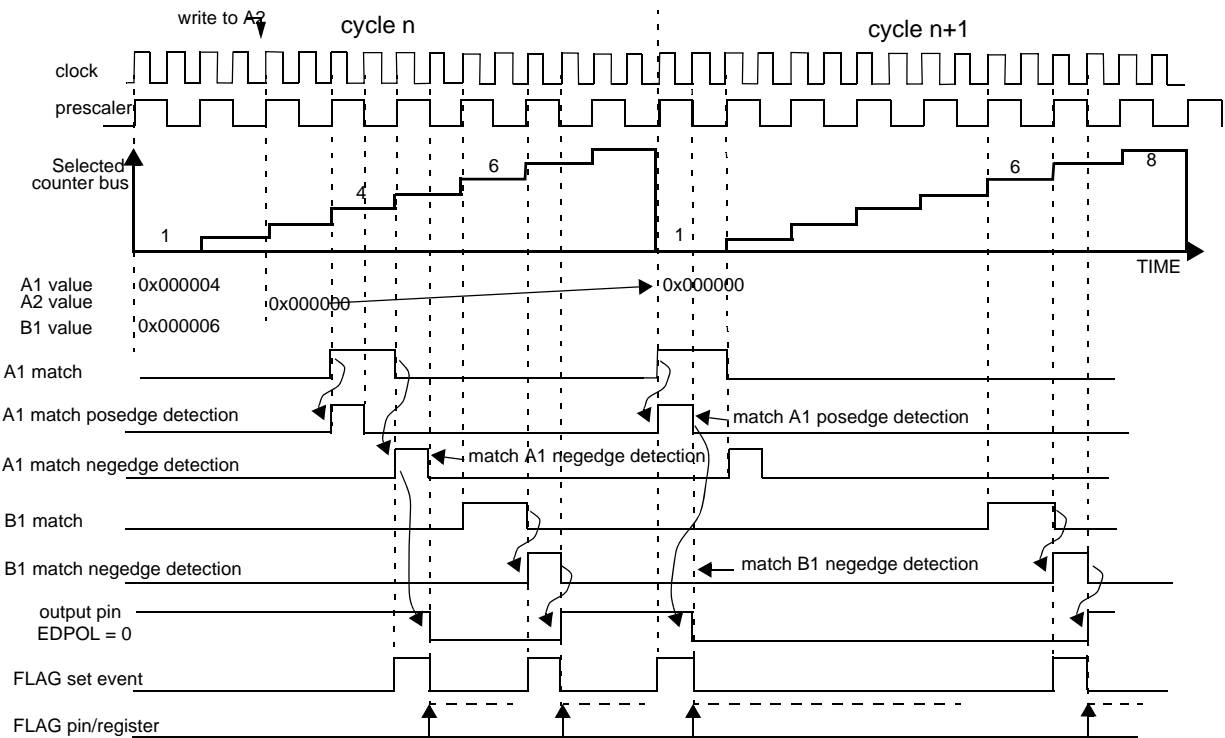 write to A2
cycle n
cycle n+1
clock
prescaler
Selected
counter bus
1
4
6
1
6
8
TIME
A1 value
0x000004
0x000000
A2 value
0x000000
B1 value
0x000006
A1 match
A1 match posedge detection
match A1 posedge detection
A1 match negedge detection
match A1 negedge detection
B1 match
B1 match negedge detection
match B1 negedge detection
output pin
EDPOL = 0
FLAG set event
FLAG pin/register